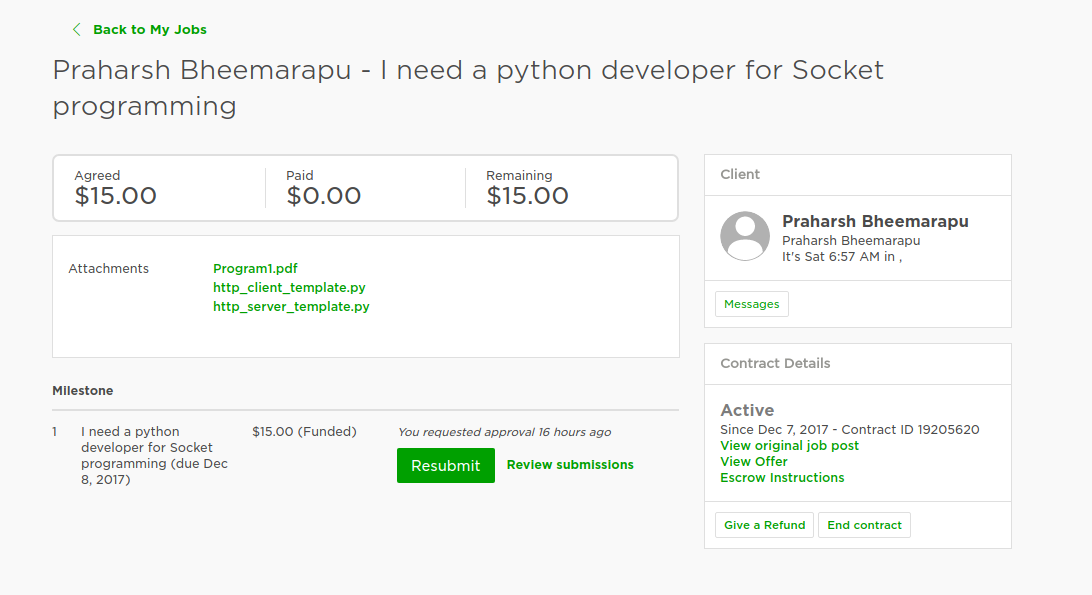 Back to My Jobs
Praharsh Bheemarapu - I need a python developer for Socket
programming
Agreed
$15.00
Paid
$0.00
Remaining
$15.00
Attachments
Program1.pdf
http_client_template.py
http_server_template.py
Milestone
1
I need a python
developer for Socket
programming (due Dec
8, 2017)
$15.00 (Funded)
You requested approval 16 hours ago
Resubmit
Review submissions
Client
Praharsh Bheemarapu
Praharsh Bheemarapu
It's Sat 6:57 AM in ,
Messages
Contract Details
Active
Since Dec 7, 2017 - Contract ID 19205620
View original job post
View Offer
Escrow Instructions
Give a Refund
End contract